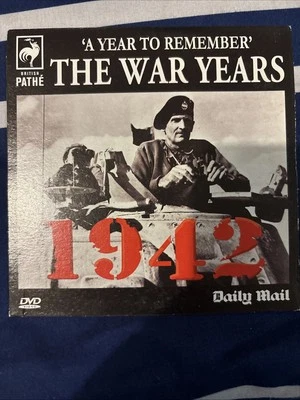 'A YEAR TO REMEMBER'
THE WAR YEARS
BRITISH
PATHÉ
1942
DVD
Daily Mail